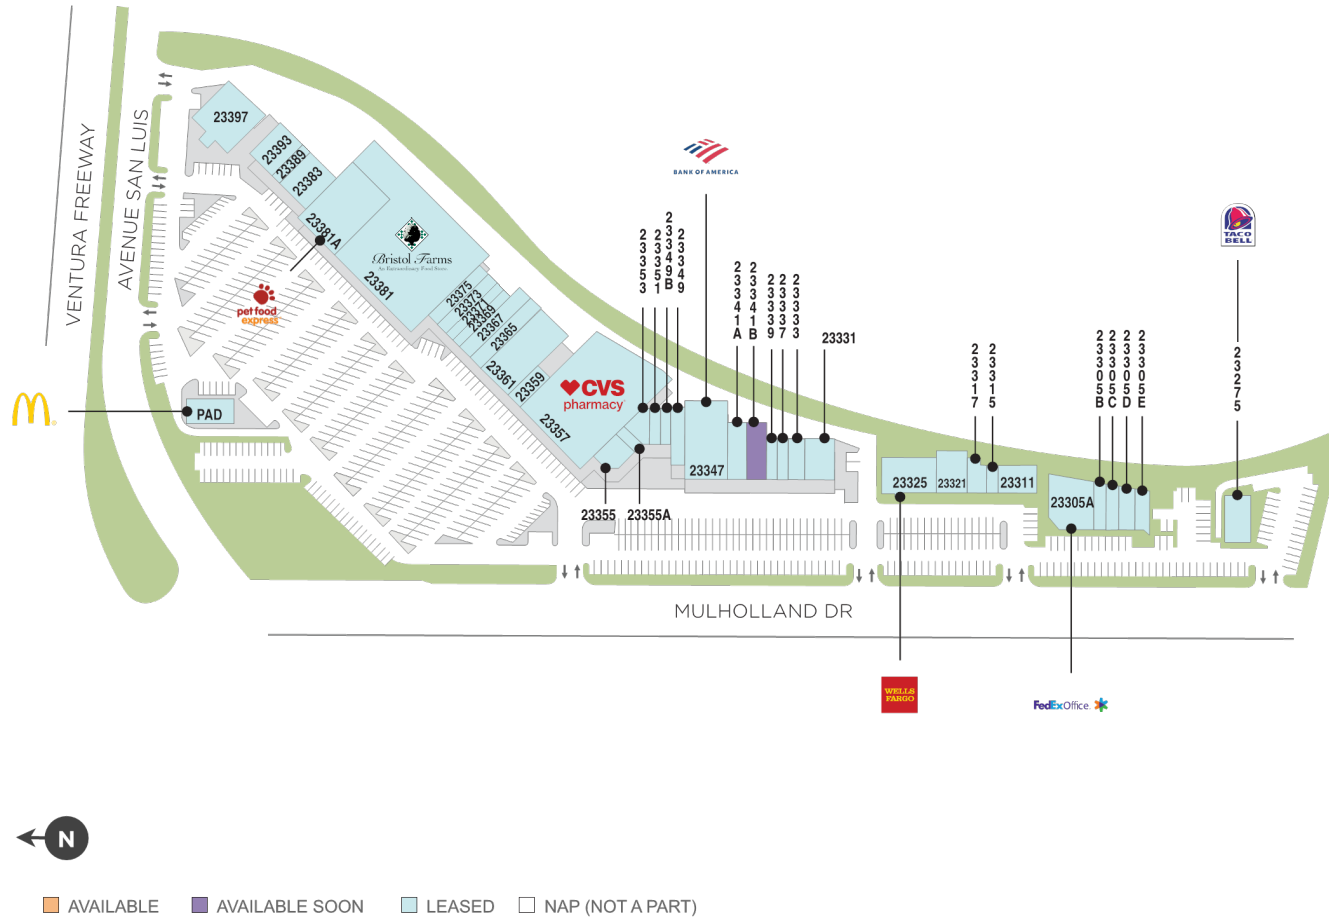 VENTURA FREEWAY
AVENUE SAN LUIS
23397
23393
23389
23383
23381A
pet food
express
Bristol Farms
An Extraordinary Food Store
23381
23375
23373
23371
23369
23367
23365
23361
23359
CVS
pharmacy
23357
PAD
BANK OF AMERICA
23353
23351
23349B
23349
23341A
23341B
23339
23337
23333
23331
23347
23355
23355A
23325
23321
23317
23315
23311
23305A
23305B
23305C
23305D
23305E
TACO
BELL
23275
MULHOLLAND DR
WELLS
FARGO
FedEx Office
N
AVAILABLE
AVAILABLE SOON
LEASED
NAP (NOT A PART)